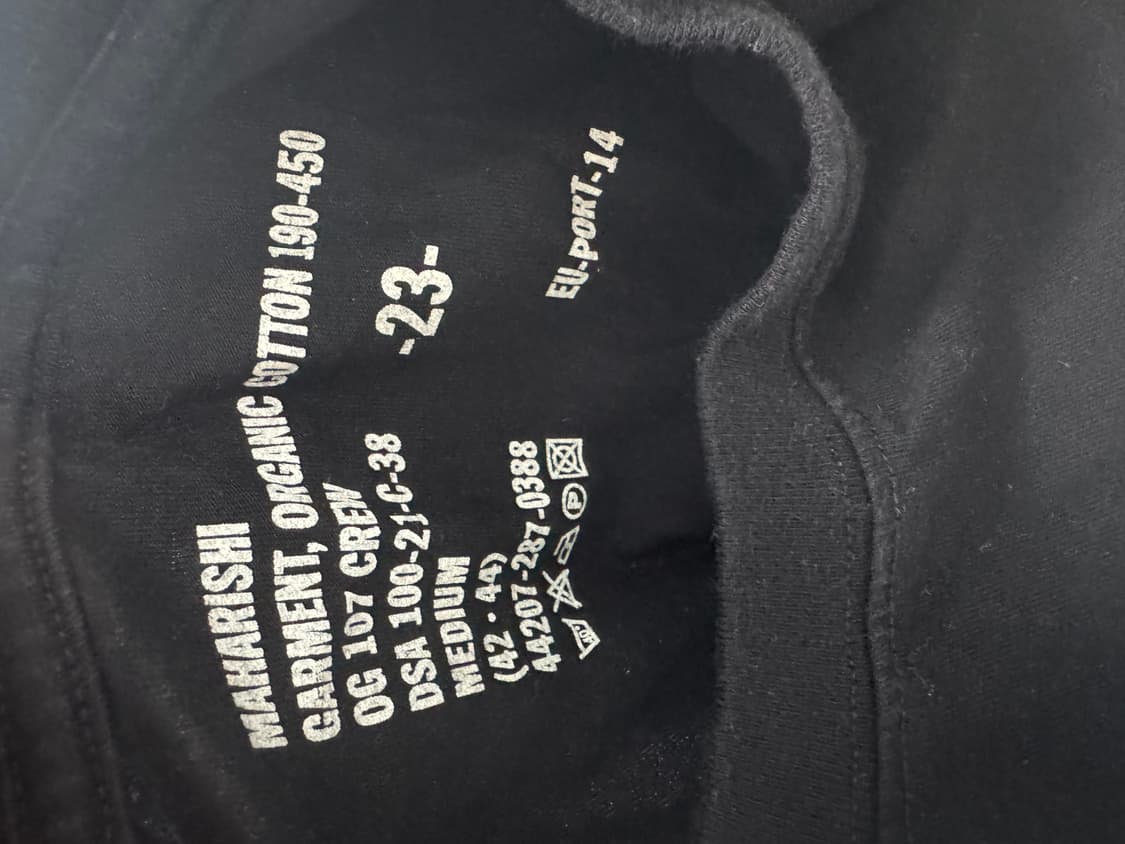 MAHARISHI
GARMENT, ORGANIC COTTON 190-450
OG 107 CREW
DSA 100-21-C-38
-23-
MEDIUM
(42 · 44)
44207-287-0388
EU-PORT-14
P